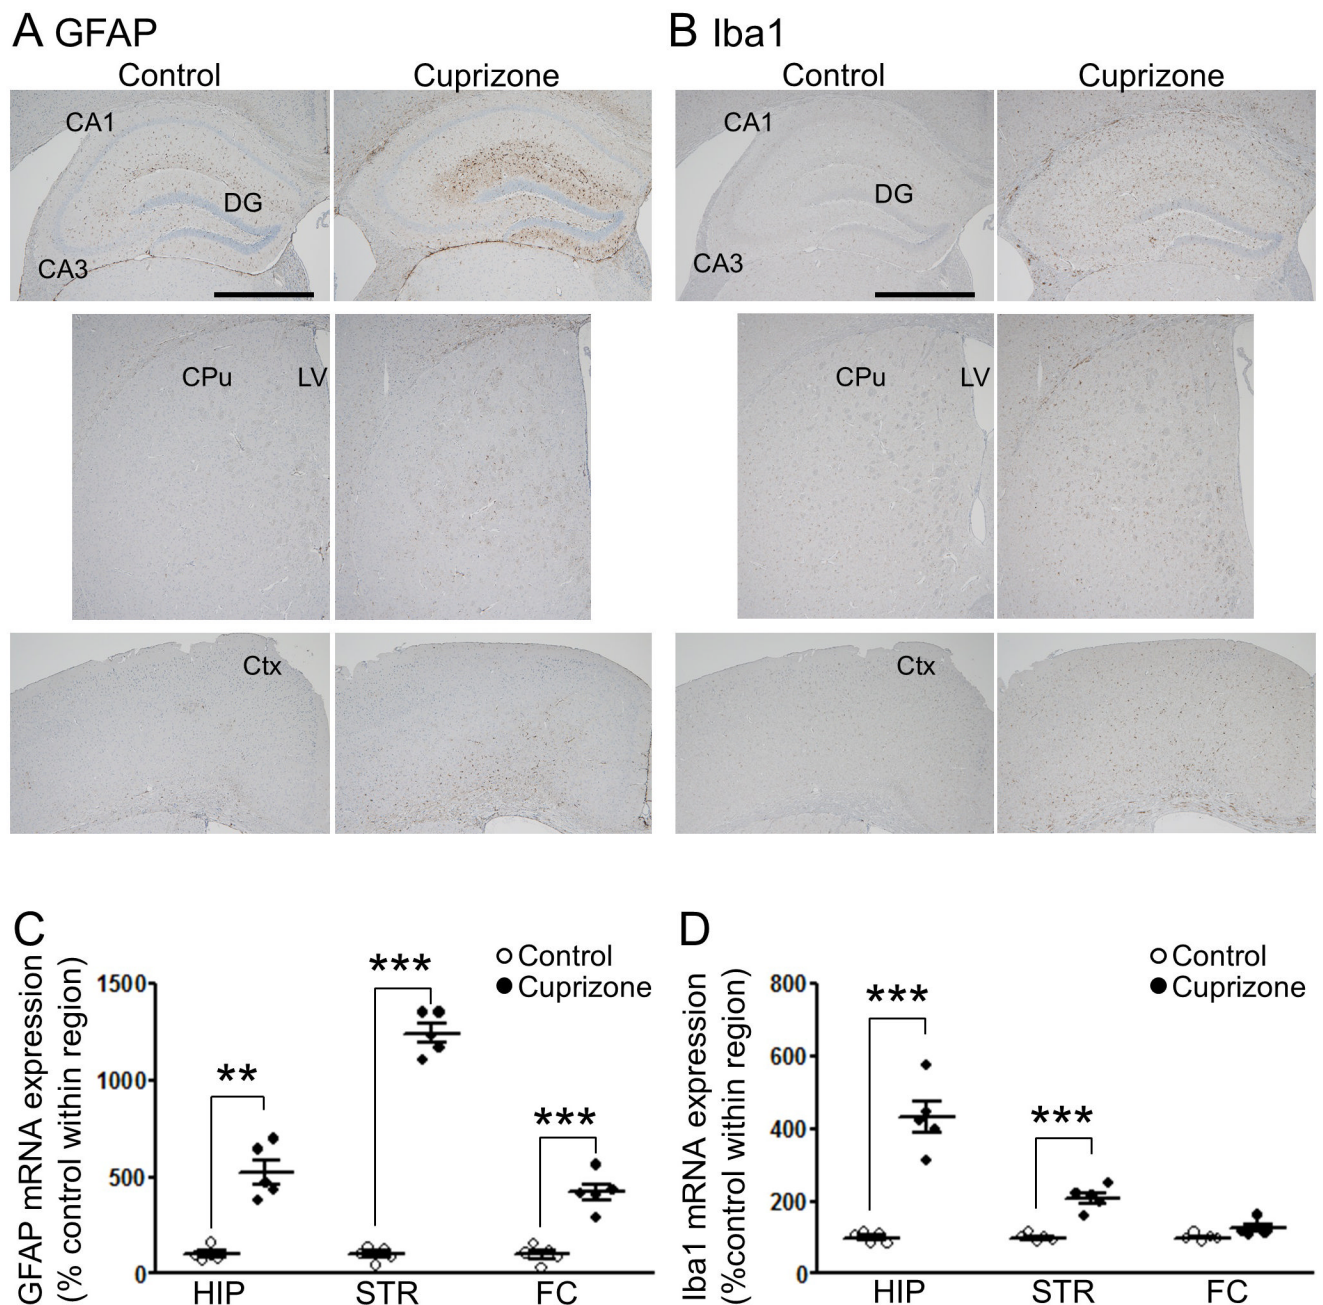 A GFAP
Control Cuprizone
CA1
DG
CA3
CPu LV
Ctx
B Iba1
Control Cuprizone
CA1
DG
CA3
CPu LV
Ctx
C
GFAP mRNA expression
(% control within region)
Control
Cuprizone
1500
1000
500
0
**
***
***
HIP STR FC
D
Iba1 mRNA expression
(%control within region)
Control
Cuprizone
800
600
400
200
0
***
***
HIP STR FC